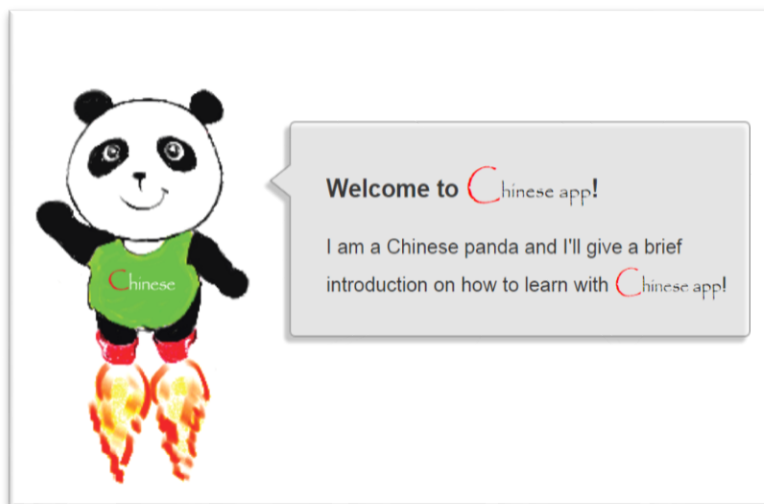 Welcome to Chinese app!
I am a Chinese panda and I'll give a brief
introduction on how to learn with Chinese app!
Chinese